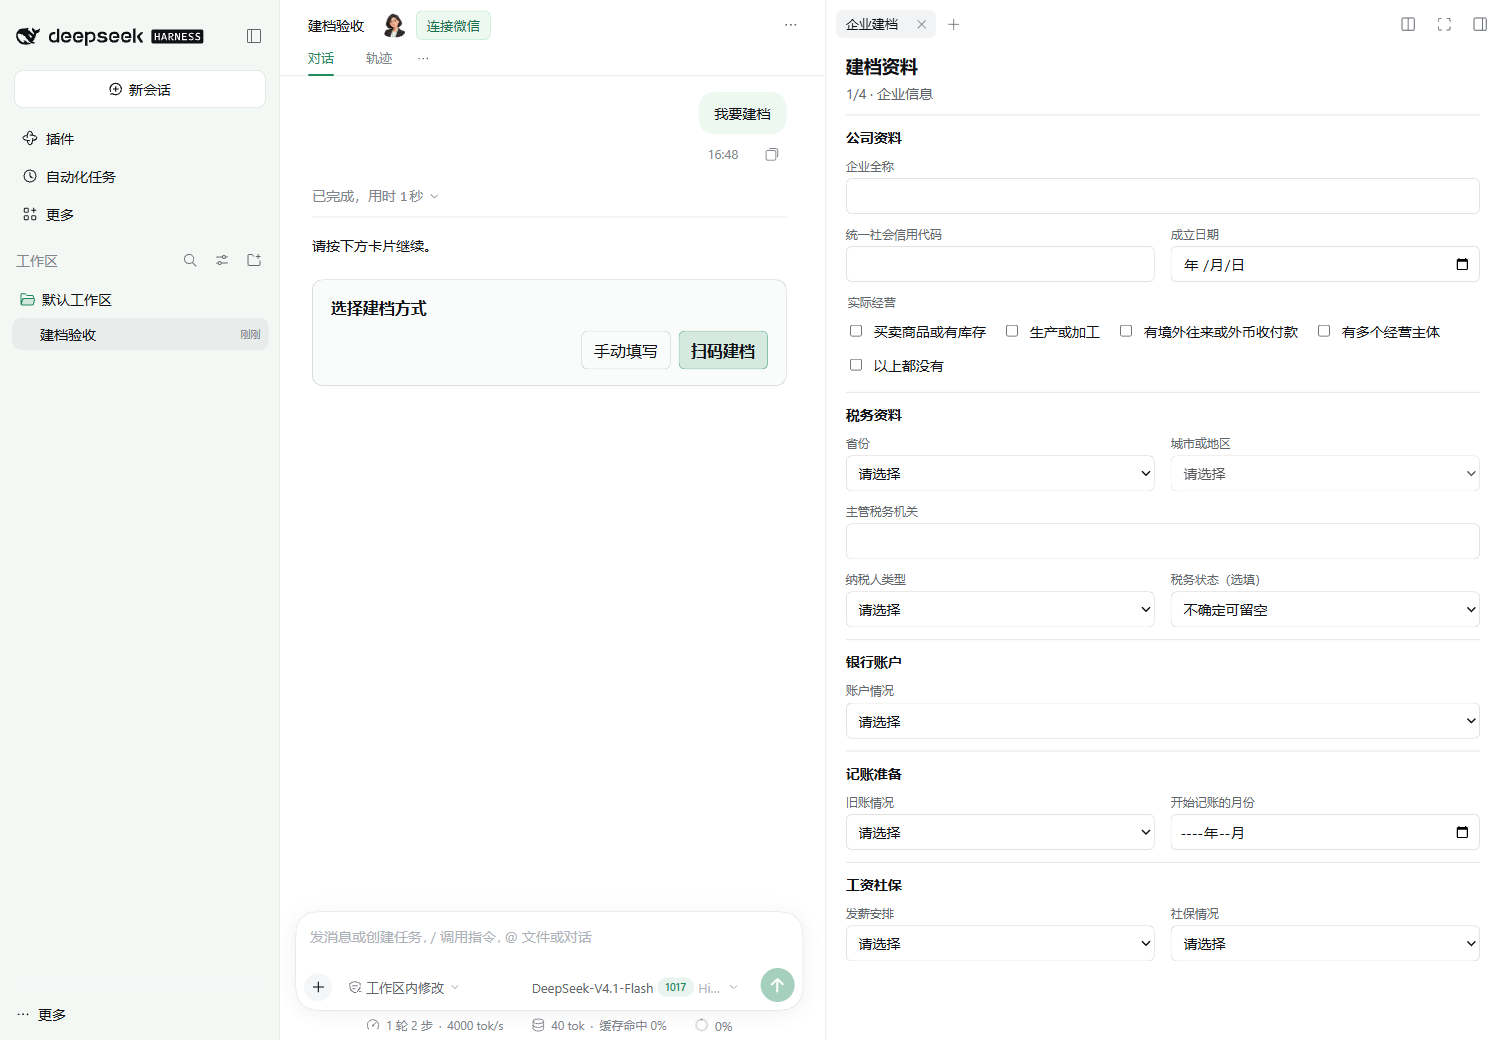 deepseek HARNESS
新会话
插件
自动化任务
更多
工作区
默认工作区
建档验收 刚刚
更多
建档验收 连接微信
对话 轨迹
我要建档
16:48
已完成，用时 1 秒
请按下方卡片继续。
选择建档方式
手动填写 扫码建档
发消息或创建任务, / 调用指令, @ 文件或对话
工作区内修改 DeepSeek-V4.1-Flash 1017 Hi...
1 轮 2 步 · 4000 tok/s 40 tok · 缓存命中 0% 0%
企业建档
建档资料
1/4 · 企业信息
公司资料
企业全称
统一社会信用代码 成立日期
年 /月/日
实际经营
买卖商品或有库存 生产或加工 有境外往来或外币收付款 有多个经营主体
以上都没有
税务资料
省份 城市或地区
请选择 请选择
主管税务机关
纳税人类型 税务状态（选填）
请选择 不确定可留空
银行账户
账户情况
请选择
记账准备
旧账情况 开始记账的月份
请选择 ----年--月
工资社保
发薪安排 社保情况
请选择 请选择